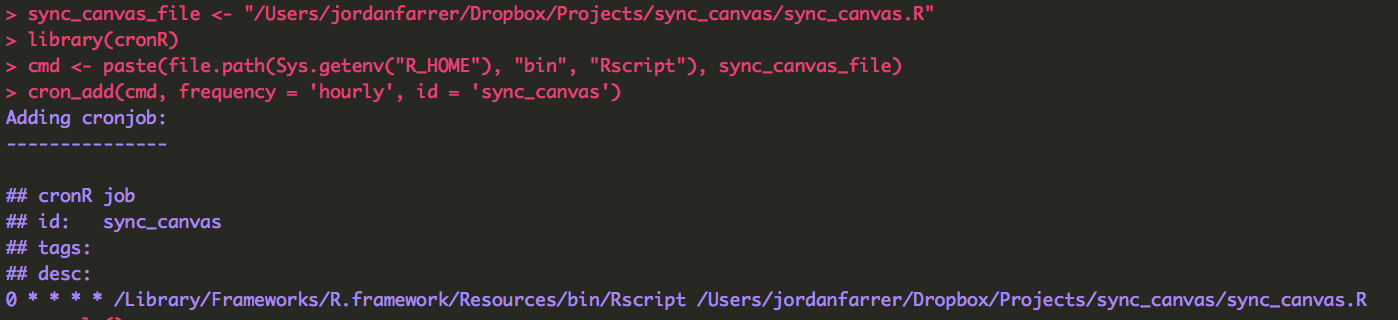 > sync_canvas_file <- "/Users/jordanfarrer/Dropbox/Projects/sync_canvas/sync_canvas.R"
> library(cronR)
> cmd <- paste(file.path(Sys.getenv("R_HOME"), "bin", "Rscript"), sync_canvas_file)
> cron_add(cmd, frequency = 'hourly', id = 'sync_canvas')
Adding cronjob:
---------------
## cronR job
## id:   sync_canvas
## tags:
## desc:
0 * * * * /Library/Frameworks/R.framework/Resources/bin/Rscript /Users/jordanfarrer/Dropbox/Projects/sync_canvas/sync_canvas.R